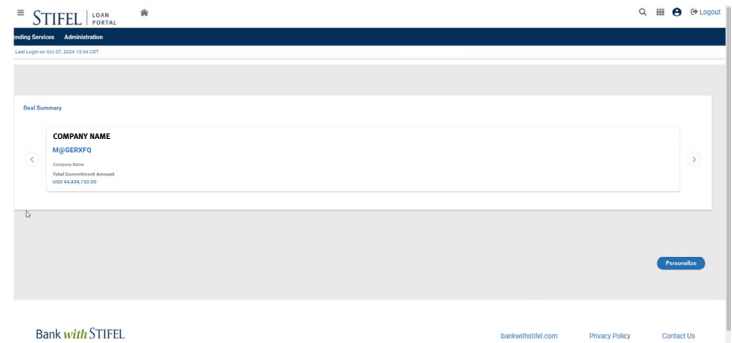 STIFEL LOAN PORTAL
Logout
nding Services Administration
Last Login on Oct 07, 2024 15:04 CDT
Deal Summary
COMPANY NAME
M@GERXFQ
Company Name
Total Commitment Amount
USD 44,834,750.00
Personalize
Bank with STIFEL
bankwithstifel.com Privacy Policy Contact Us